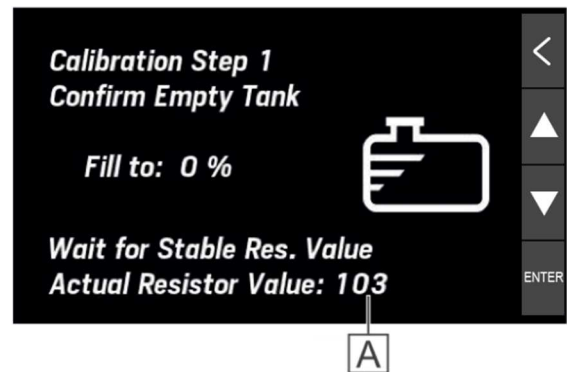 Calibration Step 1
Confirm Empty Tank
Fill to: 0 %
Wait for Stable Res. Value
Actual Resistor Value: 103
ENTER
A